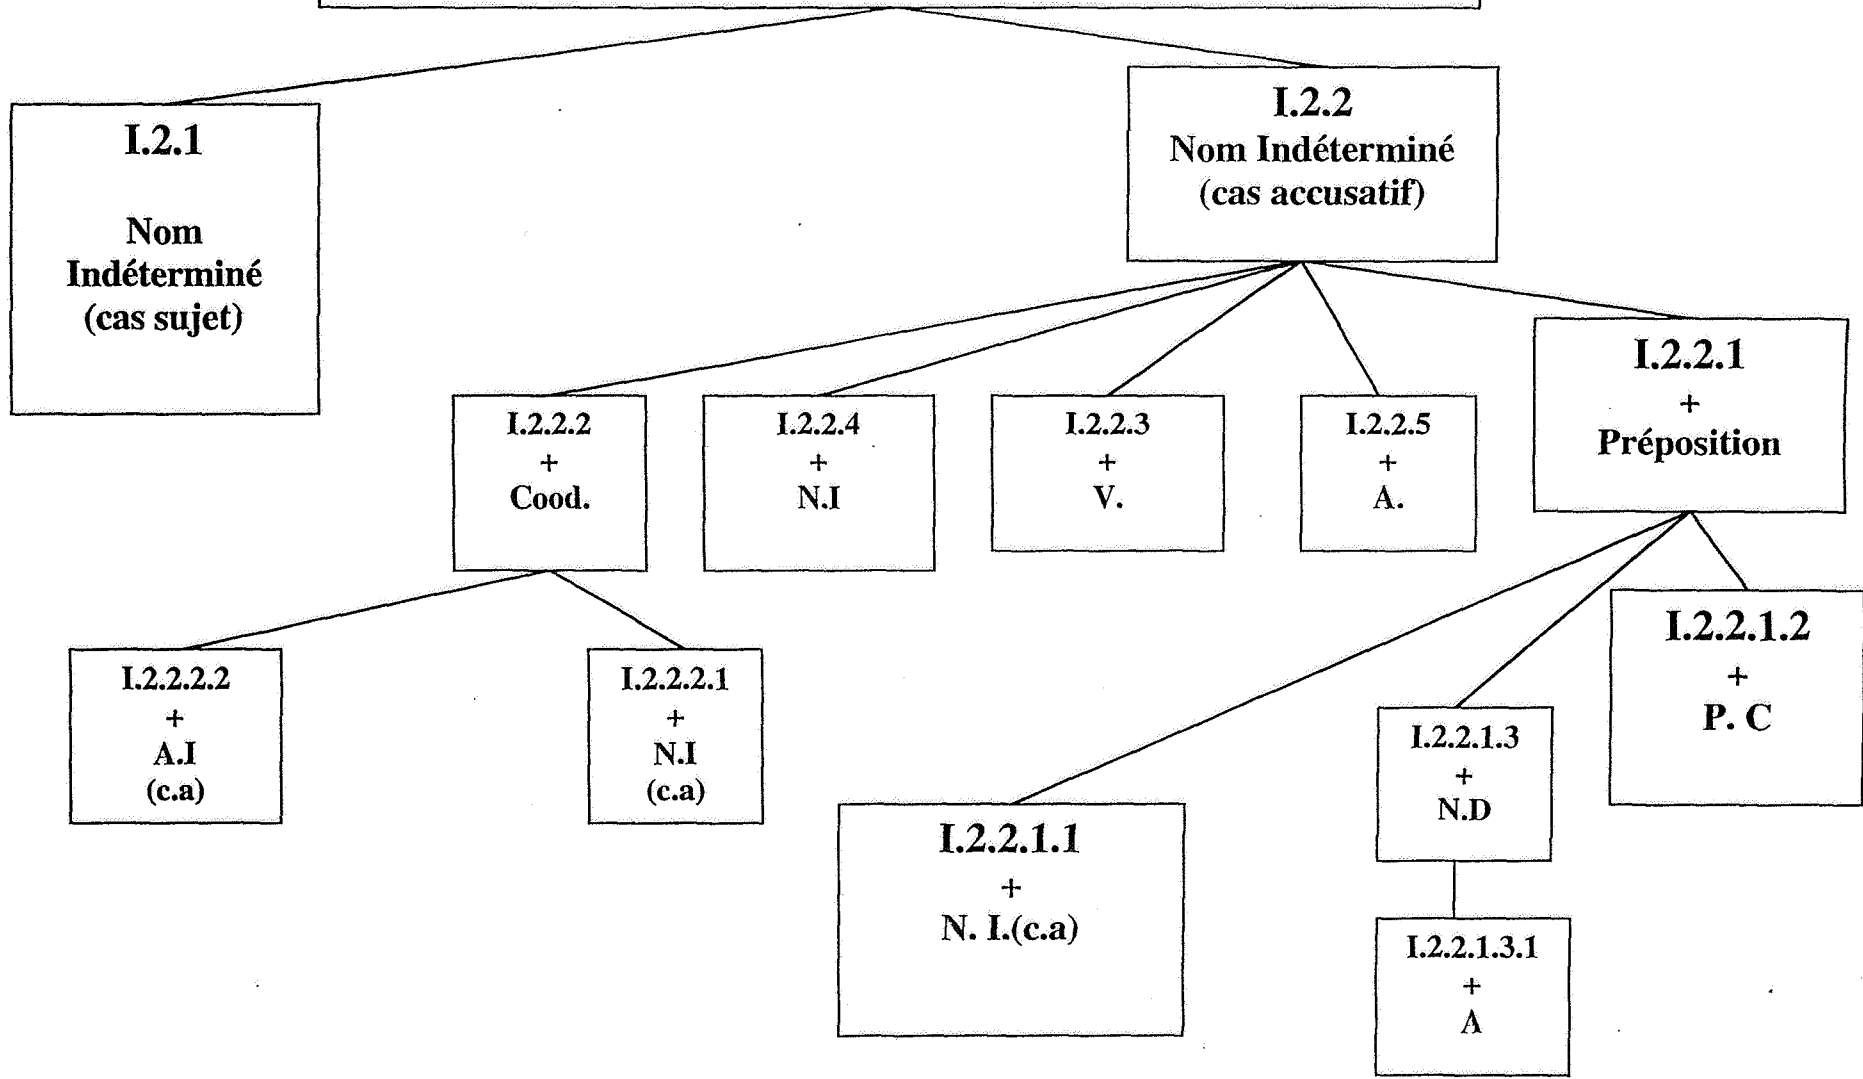 I.2.1
Nom
Indéterminé
(cas sujet)
I.2.2
Nom Indéterminé
(cas accusatif)
I.2.2.2
+
Cood.
I.2.2.4
+
N.I
I.2.2.3
+
V.
I.2.2.5
+
A.
I.2.2.1
+
Préposition
I.2.2.2.2
+
A.I
(c.a)
I.2.2.2.1
+
N.I
(c.a)
I.2.2.1.1
+
N. I.(c.a)
I.2.2.1.3
+
N.D
I.2.2.1.2
+
P. C
I.2.2.1.3.1
+
A